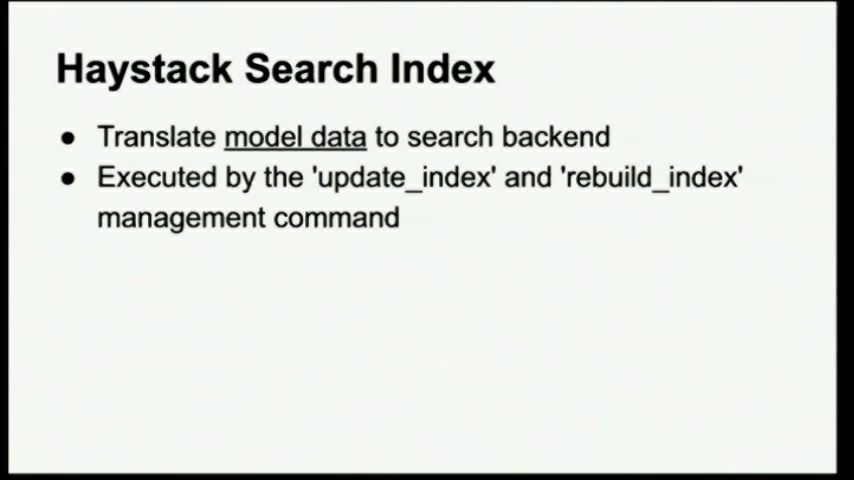 Haystack Search Index
● Translate model data to search backend
● Executed by the 'update_index' and 'rebuild_index'
management command